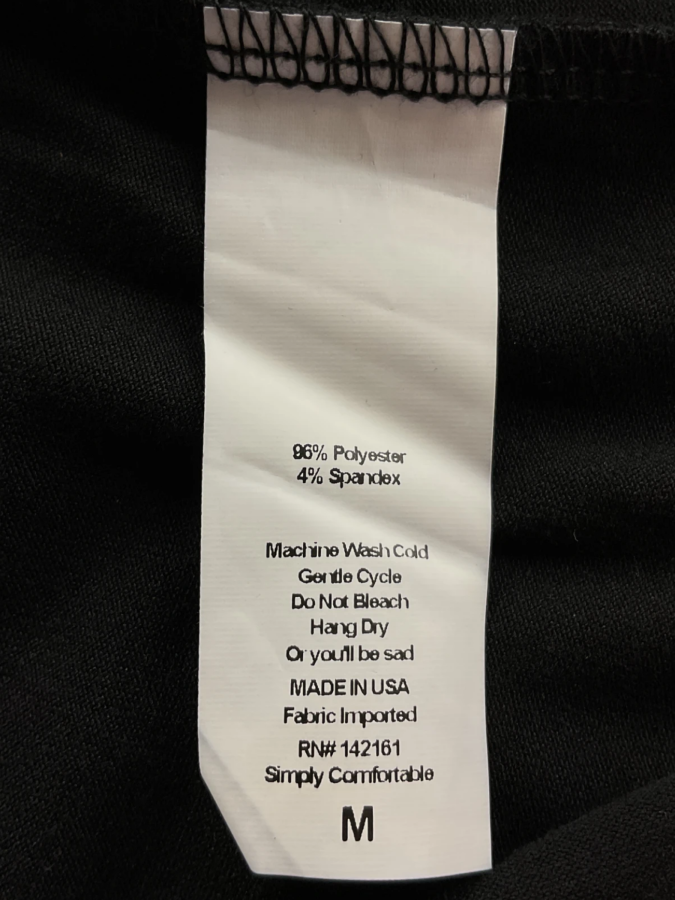 96% Polyester
4% Spandex
Machine Wash Cold
Gentle Cycle
Do Not Bleach
Hang Dry
Or you'll be sad
MADE IN USA
Fabric Imported
RN# 142161
Simply Comfortable
M